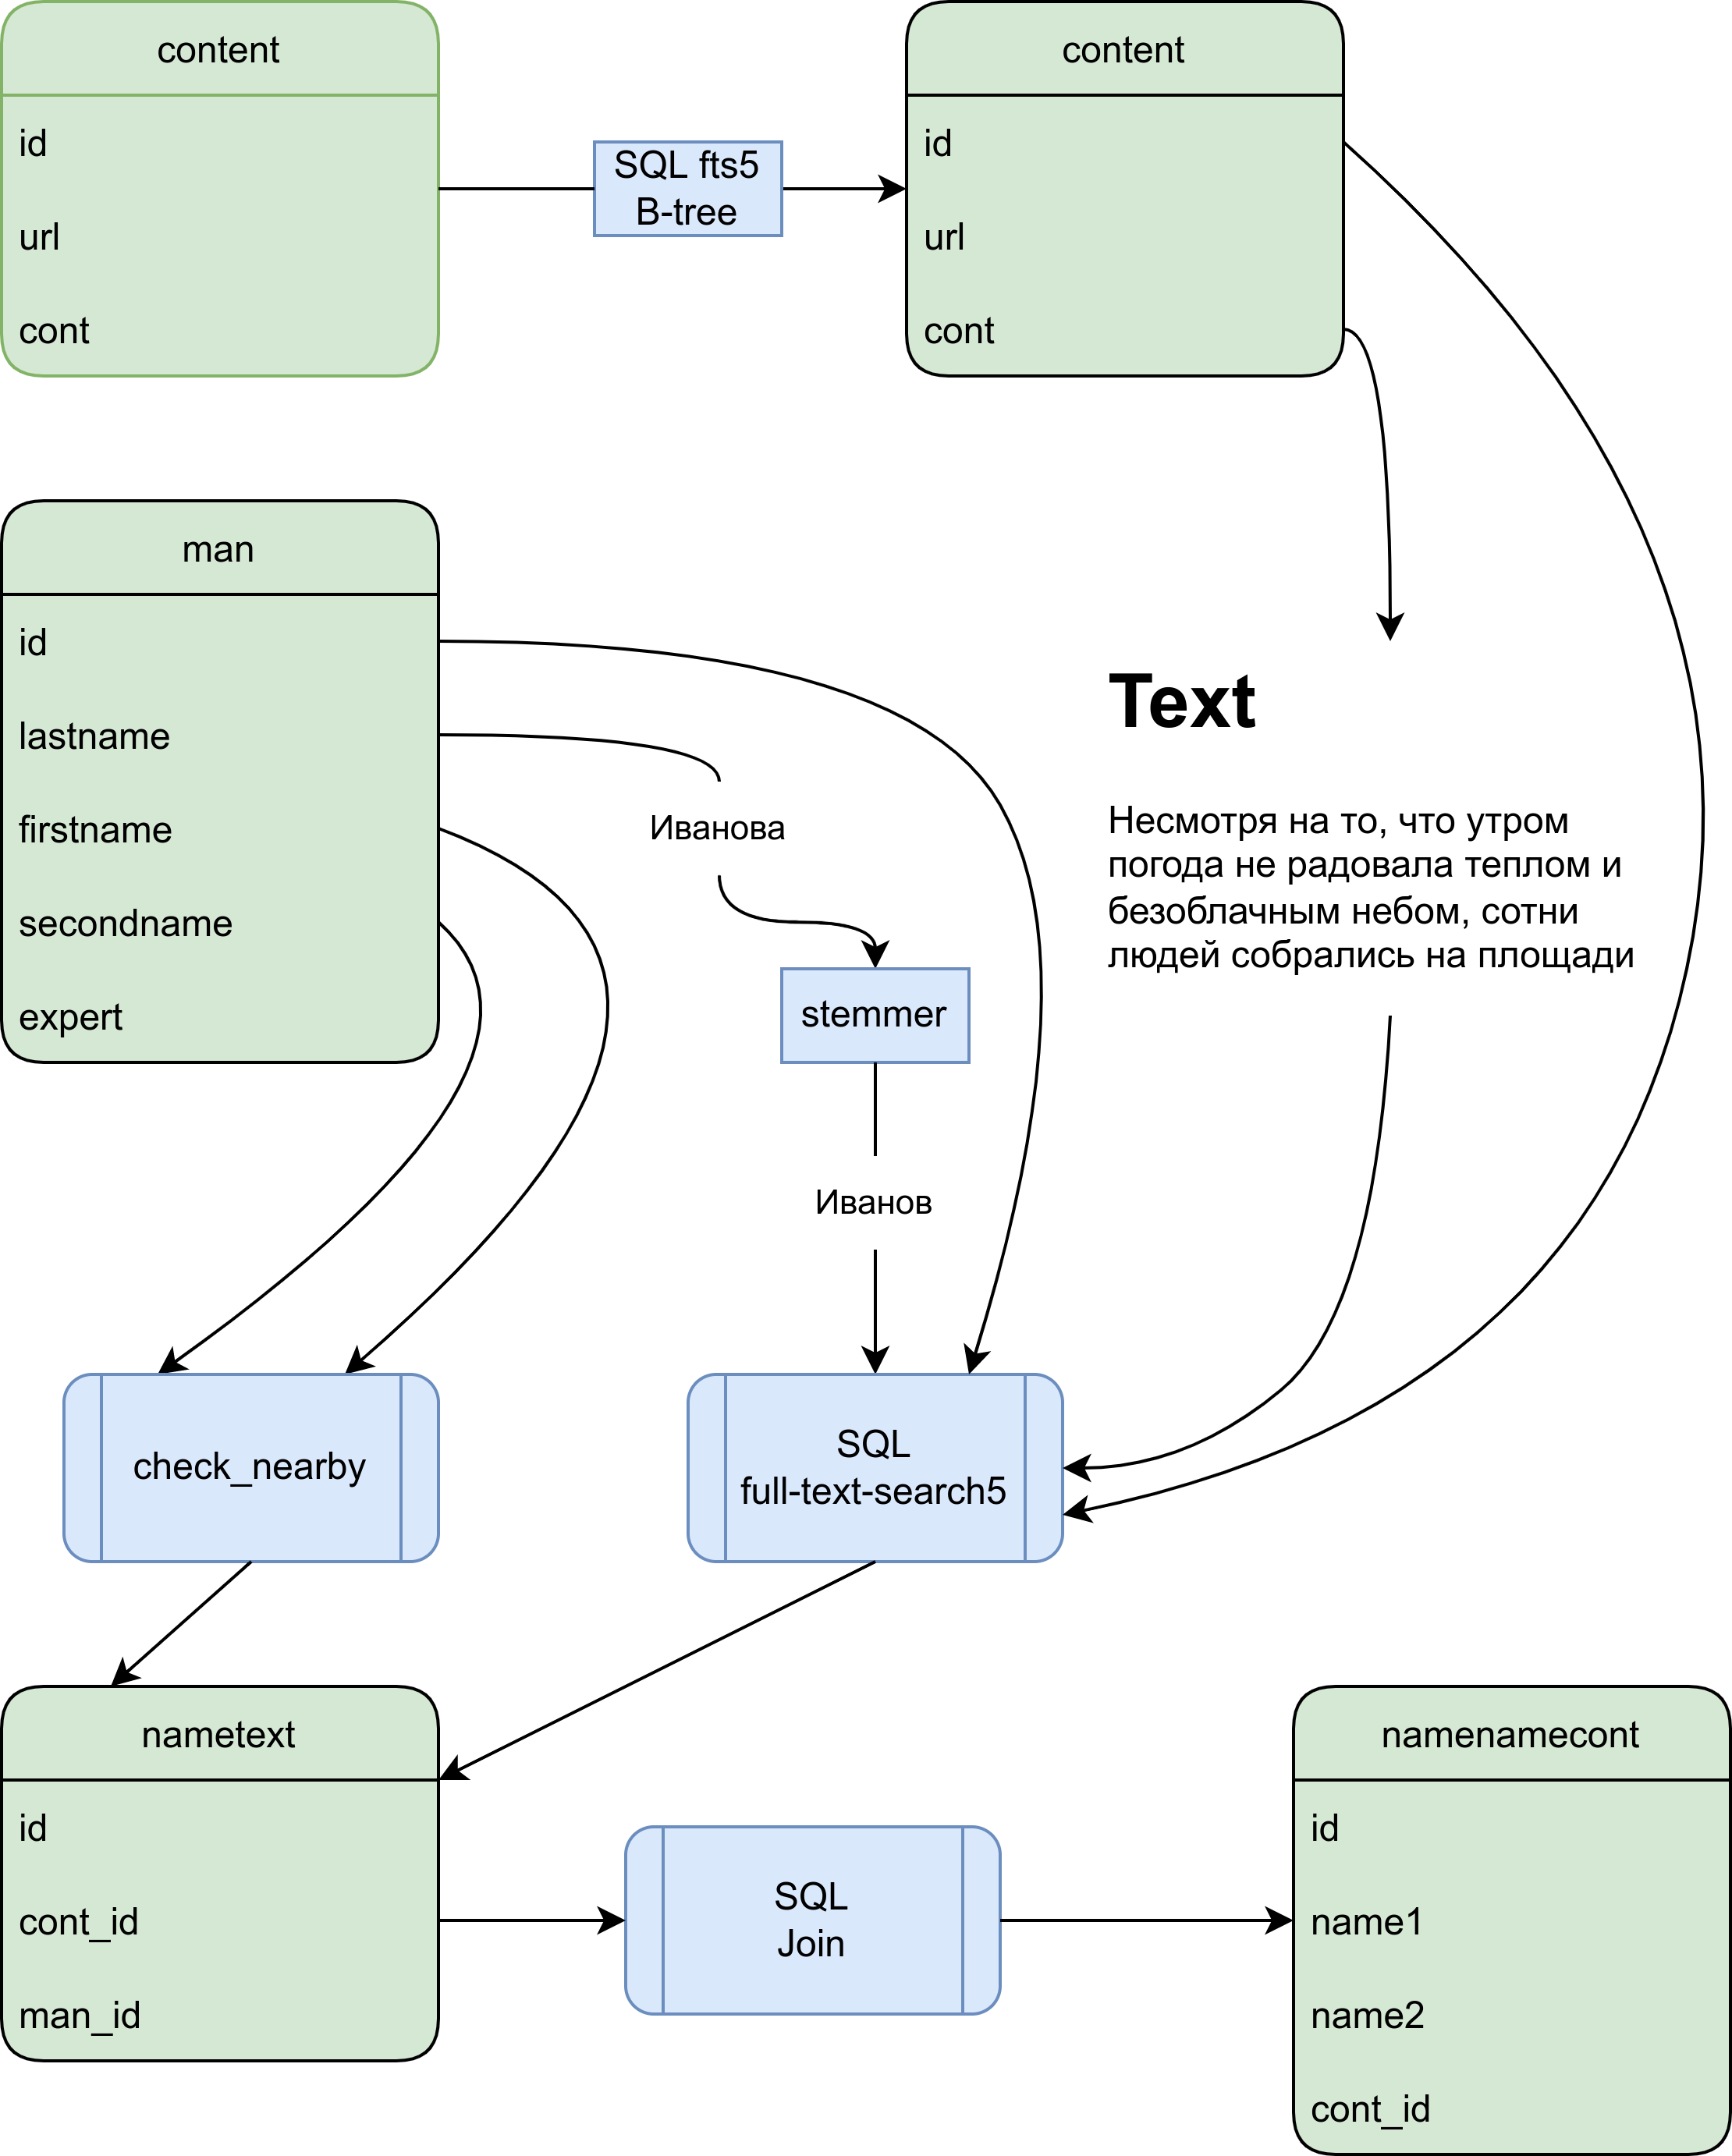 content
id
url
cont
SQL fts5
B-tree
content
id
url
cont
man
id
lastname
firstname
secondname
expert
Иванова
stemmer
Иванов
Text
Несмотря на то, что утром
погода не радовала теплом и
безоблачным небом, сотни
людей собрались на площади
check_nearby
SQL
full-text-search5
nametext
id
cont_id
man_id
SQL
Join
namenamecont
id
name1
name2
cont_id